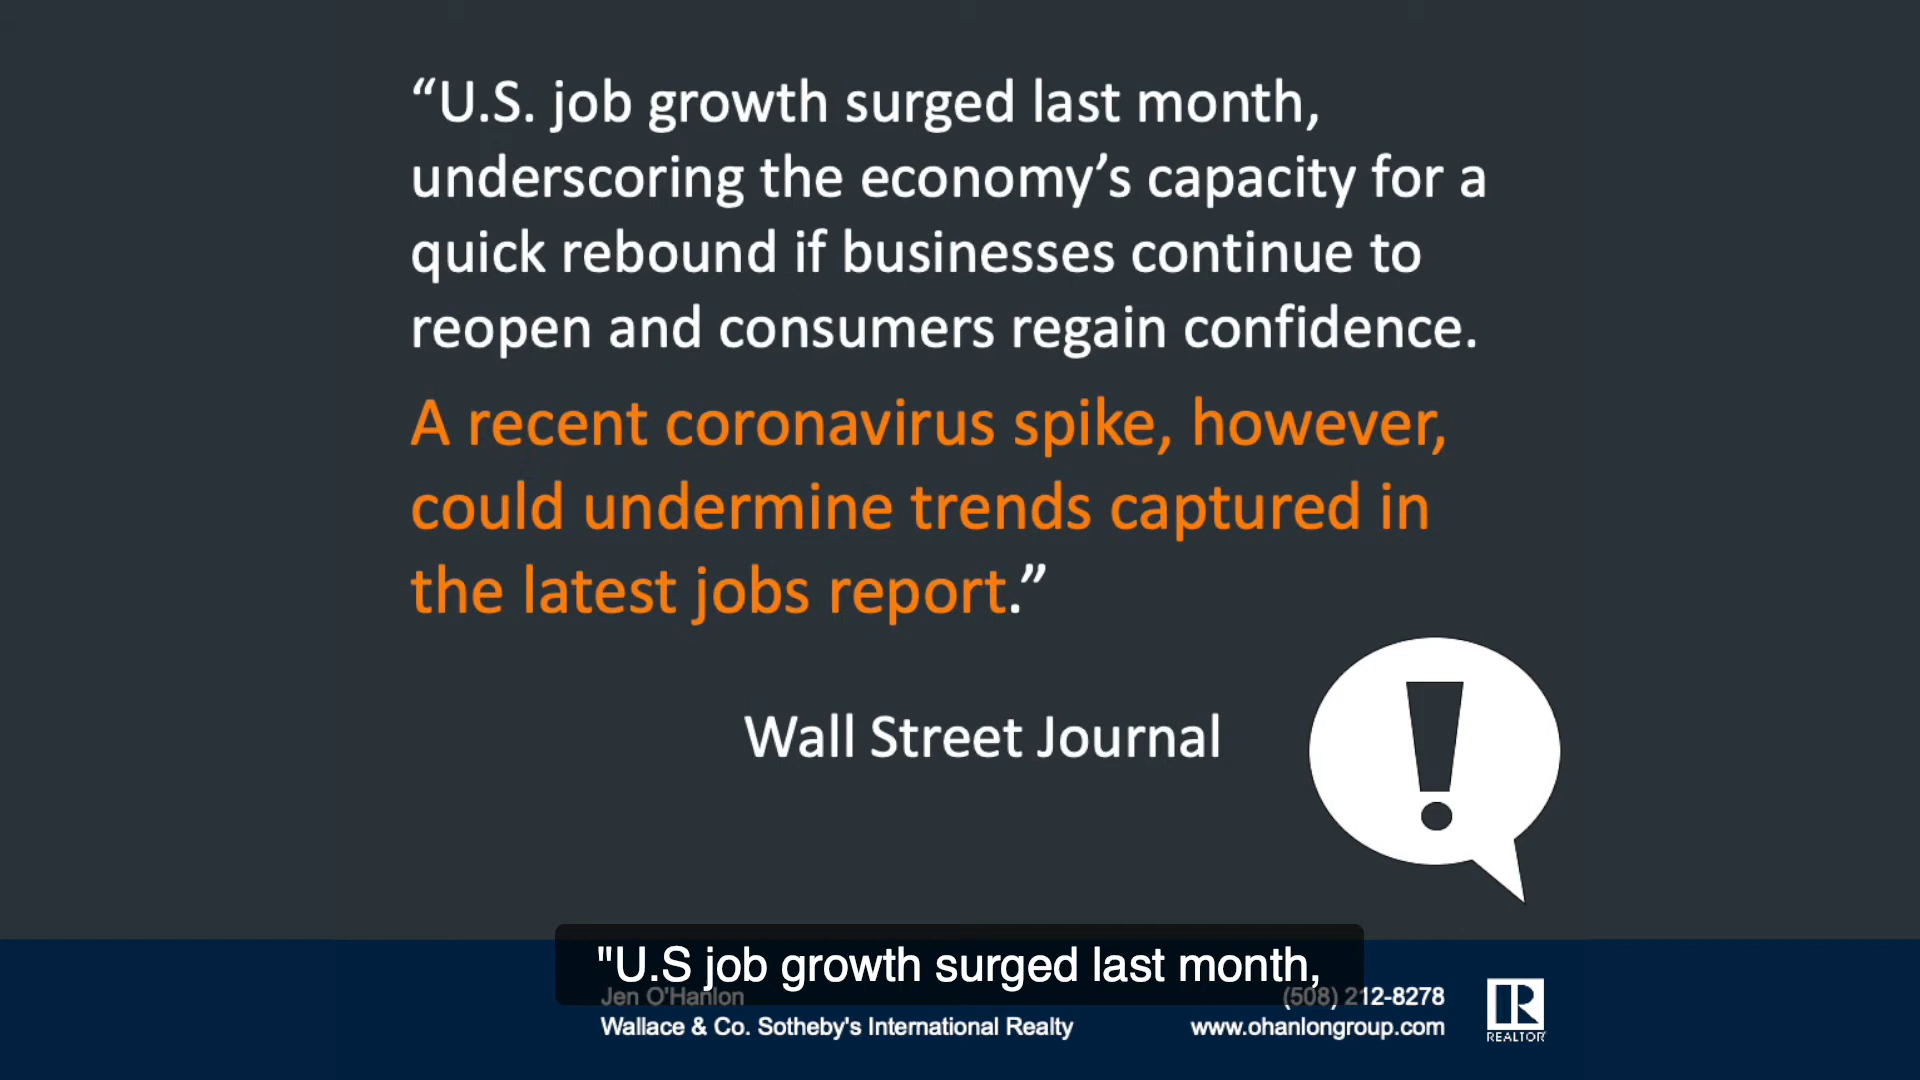 “U.S. job growth surged last month,
underscoring the economy’s capacity for a
quick rebound if businesses continue to
reopen and consumers regain confidence.
A recent coronavirus spike, however,
could undermine trends captured in
the latest jobs report.”
Wall Street Journal
!
"U.S job growth surged last month,
Jen O'Hanlon
Wallace & Co. Sotheby's International Realty
(508) 212-8278
www.ohanlongroup.com
R
REALTOR